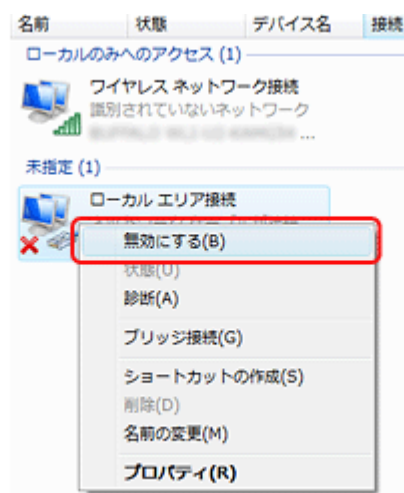 名前 状態 デバイス名 接続
ローカルのみへのアクセス (1)
ワイヤレス ネットワーク接続
識別されていないネットワーク
...
未指定 (1)
ローカル エリア接続
無効にする(B)
状態(U)
診断(A)
ブリッジ接続(G)
ショートカットの作成(S)
削除(D)
名前の変更(M)
プロパティ(R)